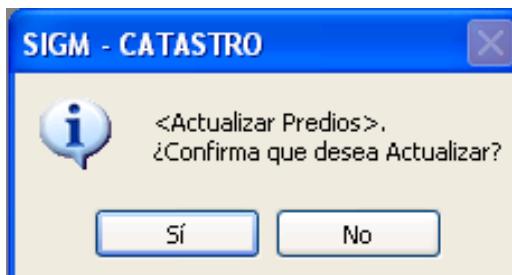 SIGM - CATASTRO
<Actualizar Predios>.
¿Confirma que desea Actualizar?
Sí
No